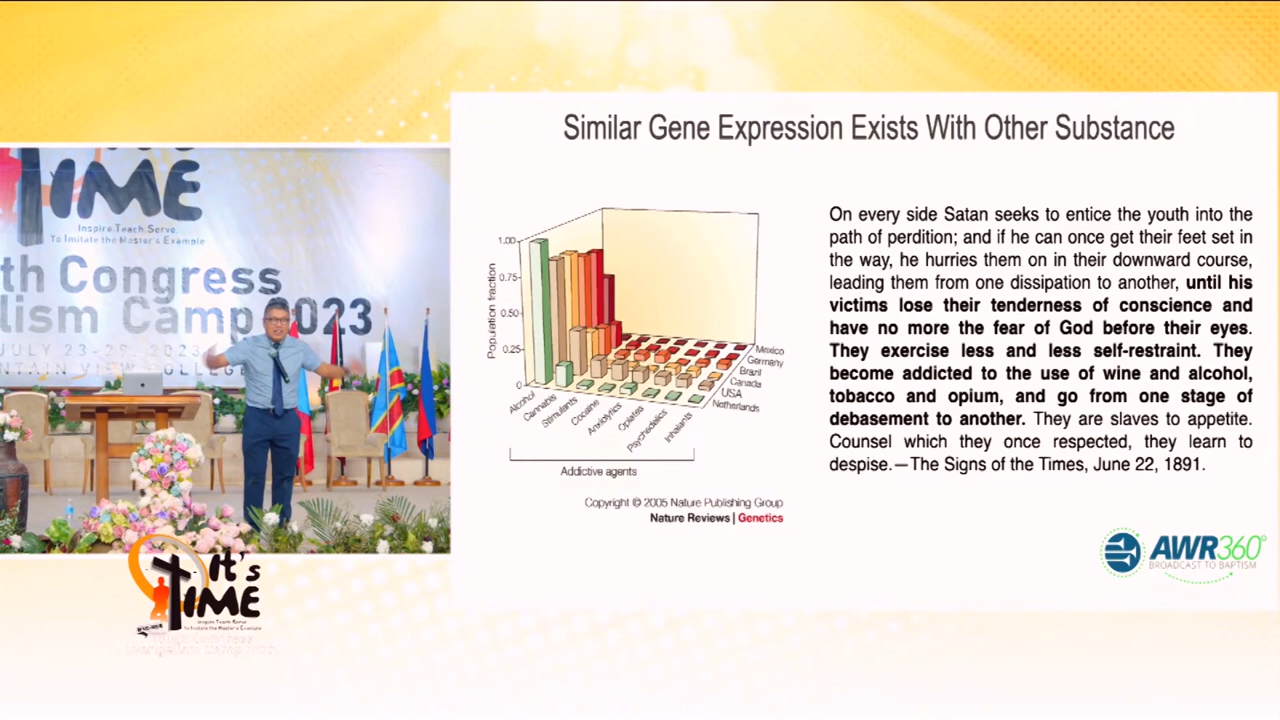 Similar Gene Expression Exists With Other Substance
TIME
Inspire.Teach.Serve.
To Imitate the Master's Example
th Congress
lism Camp 2023
JULY 23-29, 2023
1.00
0.75
0.50
0.25
0
Population fraction
Alcohol
Cannabis
Stimulants
Cocaine
Anxiolytics
Opiates
Psychedelics
Inhalants
Mexico
Germany
Brazil
Canada
USA
Netherlands
Addictive agents
Copyright © 2005 Nature Publishing Group
Nature Reviews | Genetics
On every side Satan seeks to entice the youth into the
path of perdition; and if he can once get their feet set in
the way, he hurries them on in their downward course,
leading them from one dissipation to another, until his
victims lose their tenderness of conscience and
have no more the fear of God before their eyes.
They exercise less and less self-restraint. They
become addicted to the use of wine and alcohol,
tobacco and opium, and go from one stage of
debasement to another. They are slaves to appetite.
Counsel which they once respected, they learn to
despise.—The Signs of the Times, June 22, 1891.
AWR360°
BROADCAST TO BAPTISM
It's
TIME
Inspire.Teach.Serve
To Imitate the Master's Example